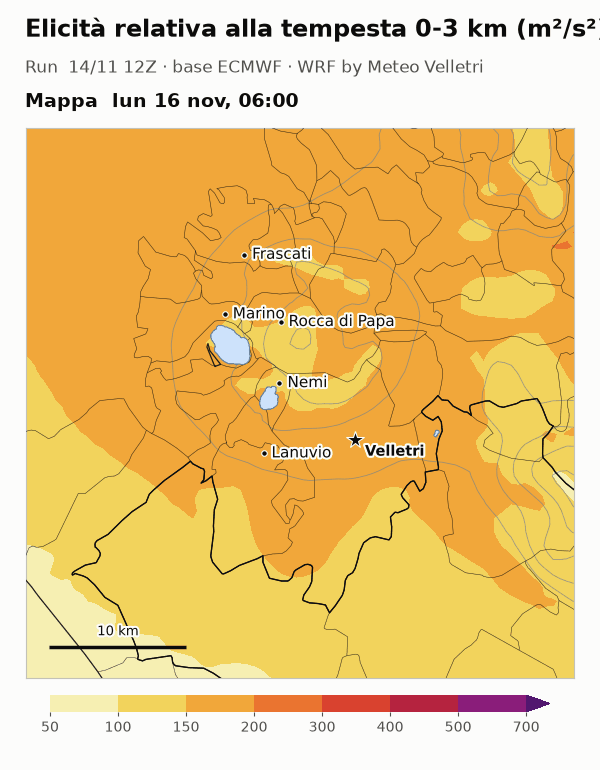 Elicità relativa alla tempesta 0-3 km (m²/s²)
Run  14/11 12Z · base ECMWF · WRF by Meteo Velletri
Mappa  lun 16 nov, 06:00
Frascati
Marino
Rocca di Papa
Nemi
Velletri
Lanuvio
10 km
50 100 150 200 300 400 500 700